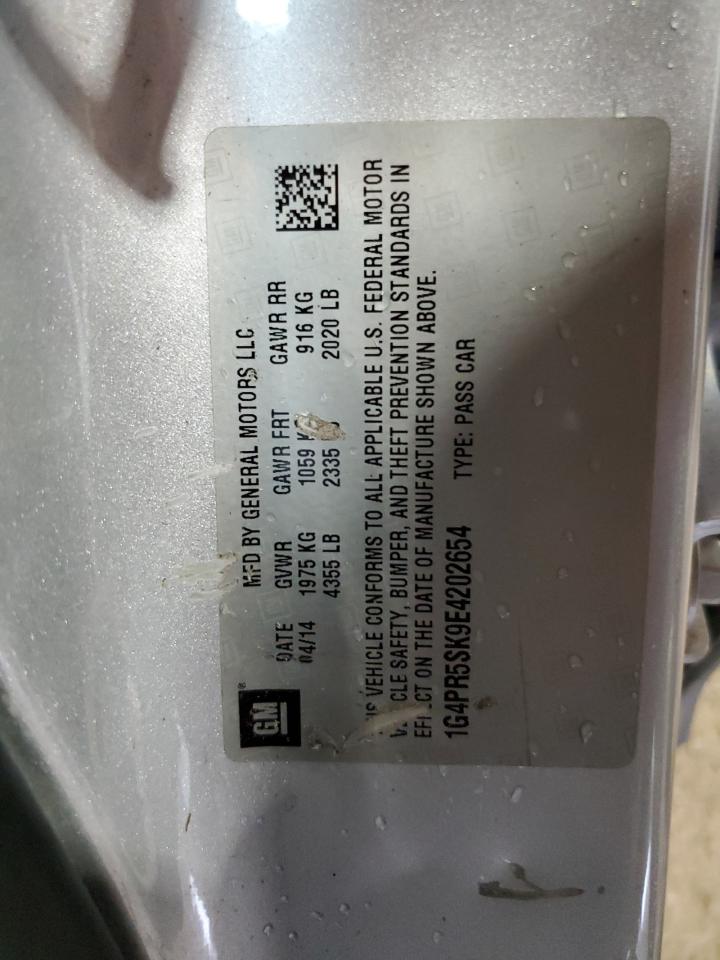 GM®
MFD BY GENERAL MOTORS LLC
DATE GVWR GAWR FRT GAWR RR
04/14 1975 KG 1059 916 KG
4355 LB 2335 2020 LB
VEHICLE CONFORMS TO ALL APPLICABLE U.S. FEDERAL MOTOR
SAFETY, BUMPER, AND THEFT PREVENTION STANDARDS IN
ON THE DATE OF MANUFACTURE SHOWN ABOVE.
1G4PR5SK9E4202654 TYPE: PASS CAR